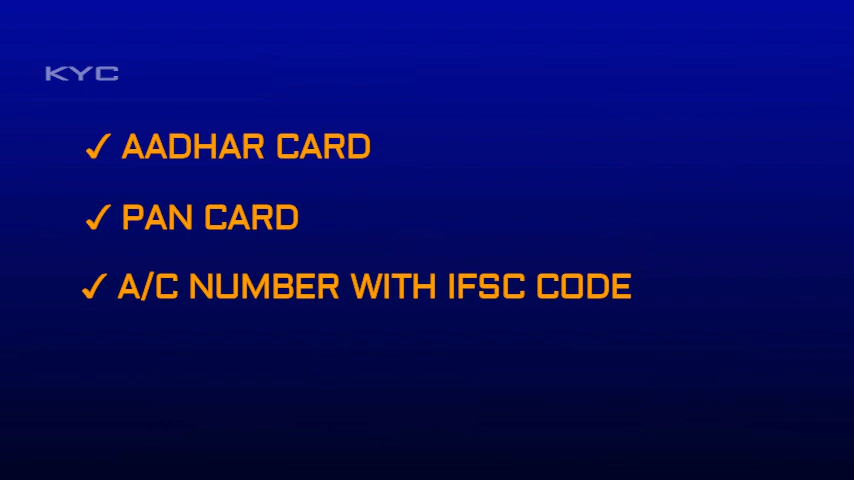 KYC
✓ AADHAR CARD
✓ PAN CARD
✓ A/C NUMBER WITH IFSC CODE